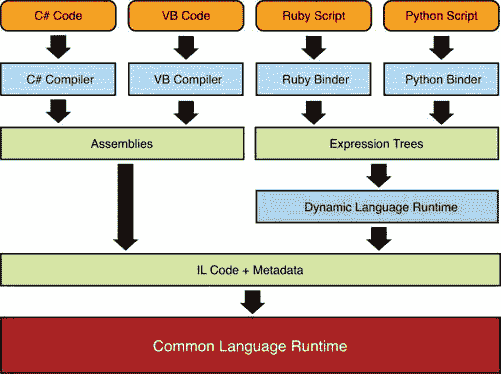 C# Code
VB Code
Ruby Script
Python Script
C# Compiler
VB Compiler
Ruby Binder
Python Binder
Assemblies
Expression Trees
Dynamic Language Runtime
IL Code + Metadata
Common Language Runtime